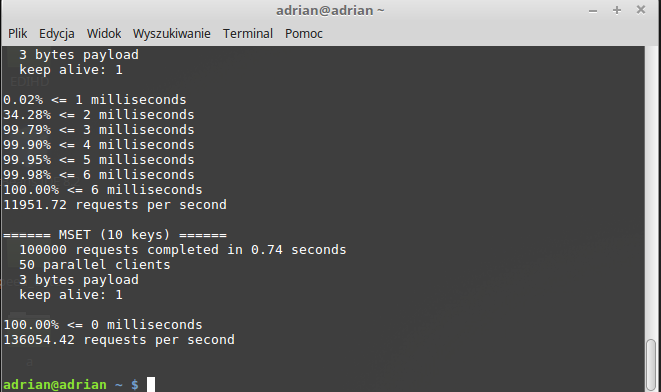 adrian@adrian ~
Plik Edycja Widok Wyszukiwanie Terminal Pomoc
3 bytes payload
keep alive: 1
0.02% <= 1 milliseconds
34.28% <= 2 milliseconds
99.79% <= 3 milliseconds
99.90% <= 4 milliseconds
99.95% <= 5 milliseconds
99.98% <= 6 milliseconds
100.00% <= 6 milliseconds
11951.72 requests per second
====== MSET (10 keys) ======
100000 requests completed in 0.74 seconds
50 parallel clients
3 bytes payload
keep alive: 1
100.00% <= 0 milliseconds
136054.42 requests per second
adrian@adrian ~ $